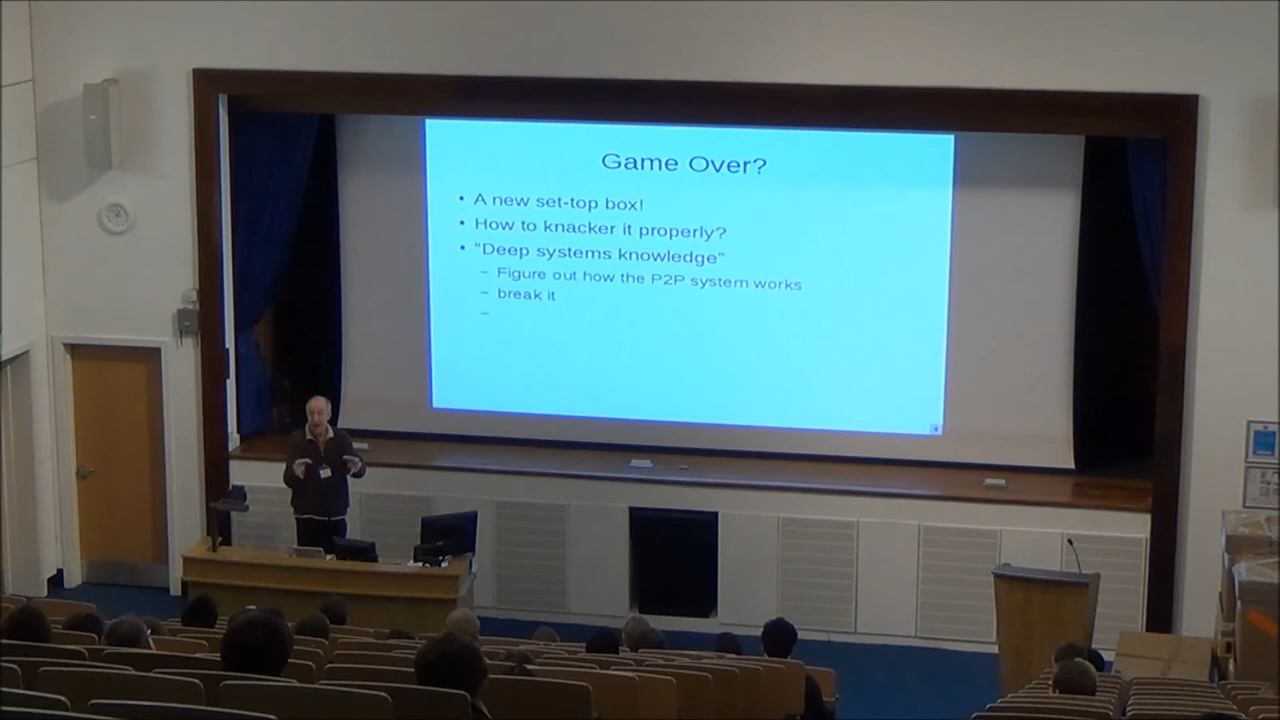 Game Over?
• A new set-top box!
• How to knacker it properly?
• "Deep systems knowledge"
– Figure out how the P2P system works
– break it
–